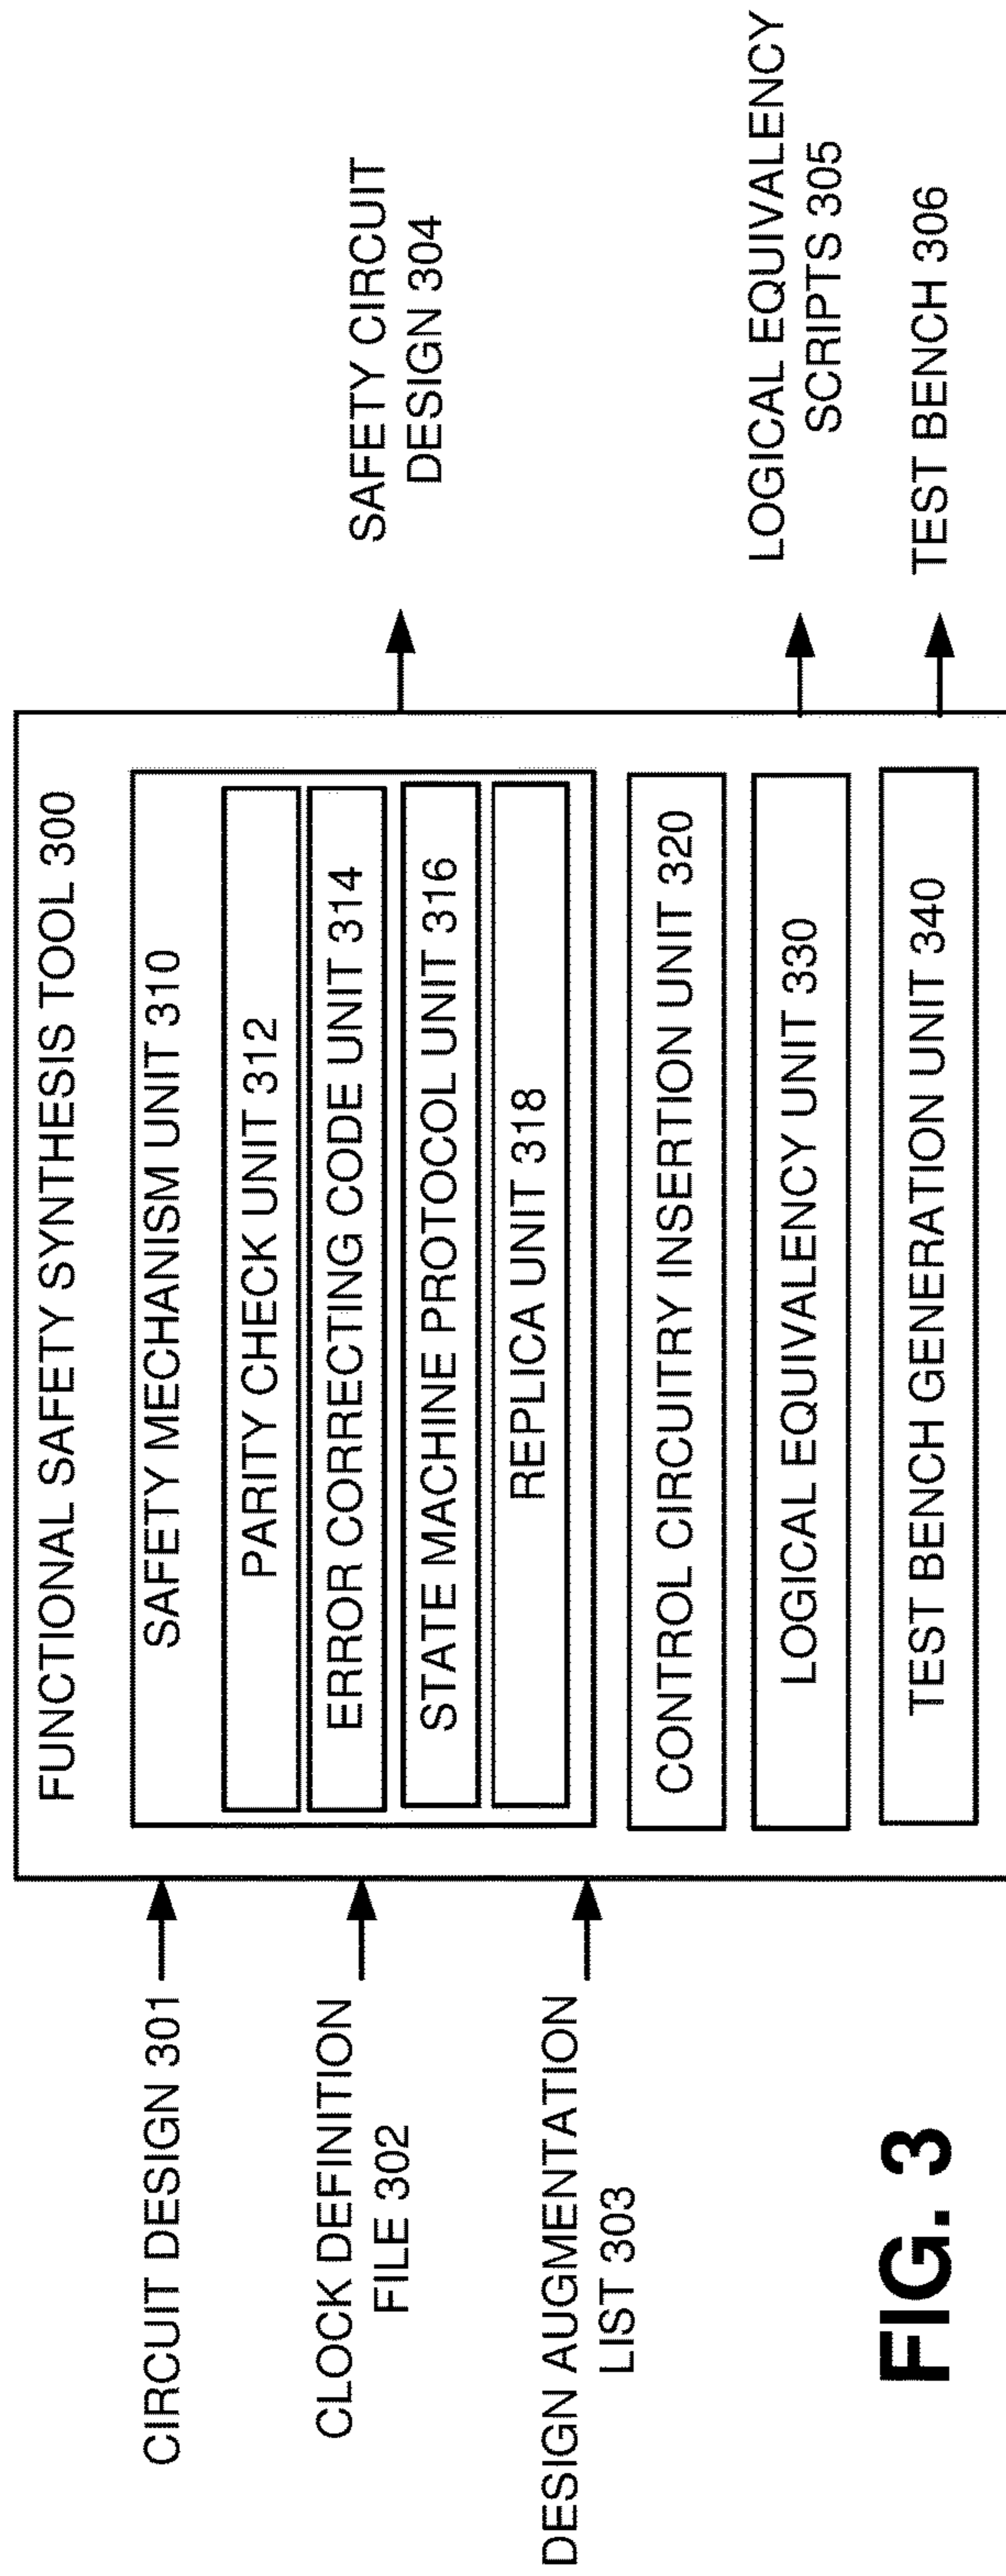 CIRCUIT DESIGN 301
CLOCK DEFINITION
FILE 302
DESIGN AUGMENTATION
LIST 303
FUNCTIONAL SAFETY SYNTHESIS TOOL 300
SAFETY MECHANISM UNIT 310
PARITY CHECK UNIT 312
ERROR CORRECTING CODE UNIT 314
STATE MACHINE PROTOCOL UNIT 316
REPLICA UNIT 318
CONTROL CIRCUITRY INSERTION UNIT 320
LOGICAL EQUIVALENCY UNIT 330
TEST BENCH GENERATION UNIT 340
SAFETY CIRCUIT
DESIGN 304
LOGICAL EQUIVALENCY
SCRIPTS 305
TEST BENCH 306
FIG. 3